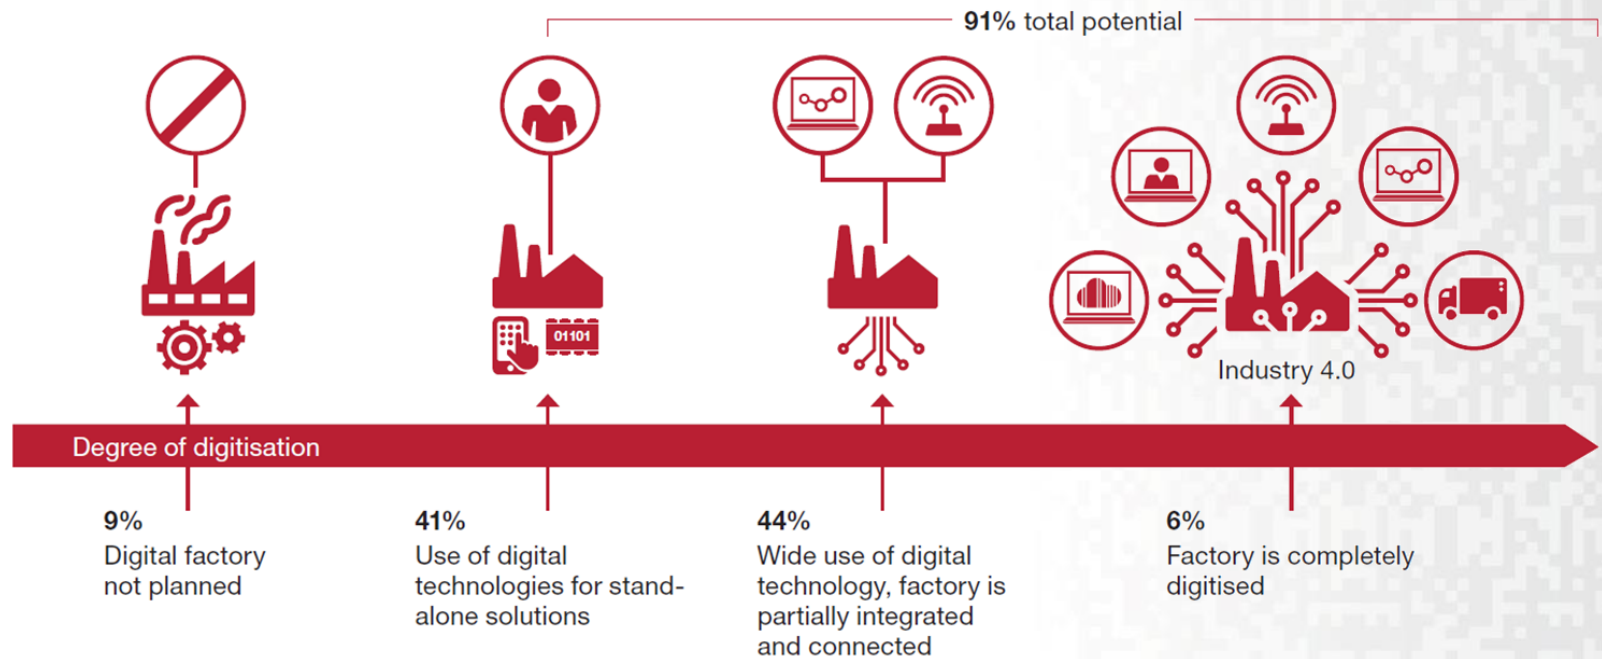 91% total potential
01101
Industry 4.0
Degree of digitisation
9%
Digital factory
not planned
41%
Use of digital
technologies for stand-
alone solutions
44%
Wide use of digital
technology, factory is
partially integrated
and connected
6%
Factory is completely
digitised